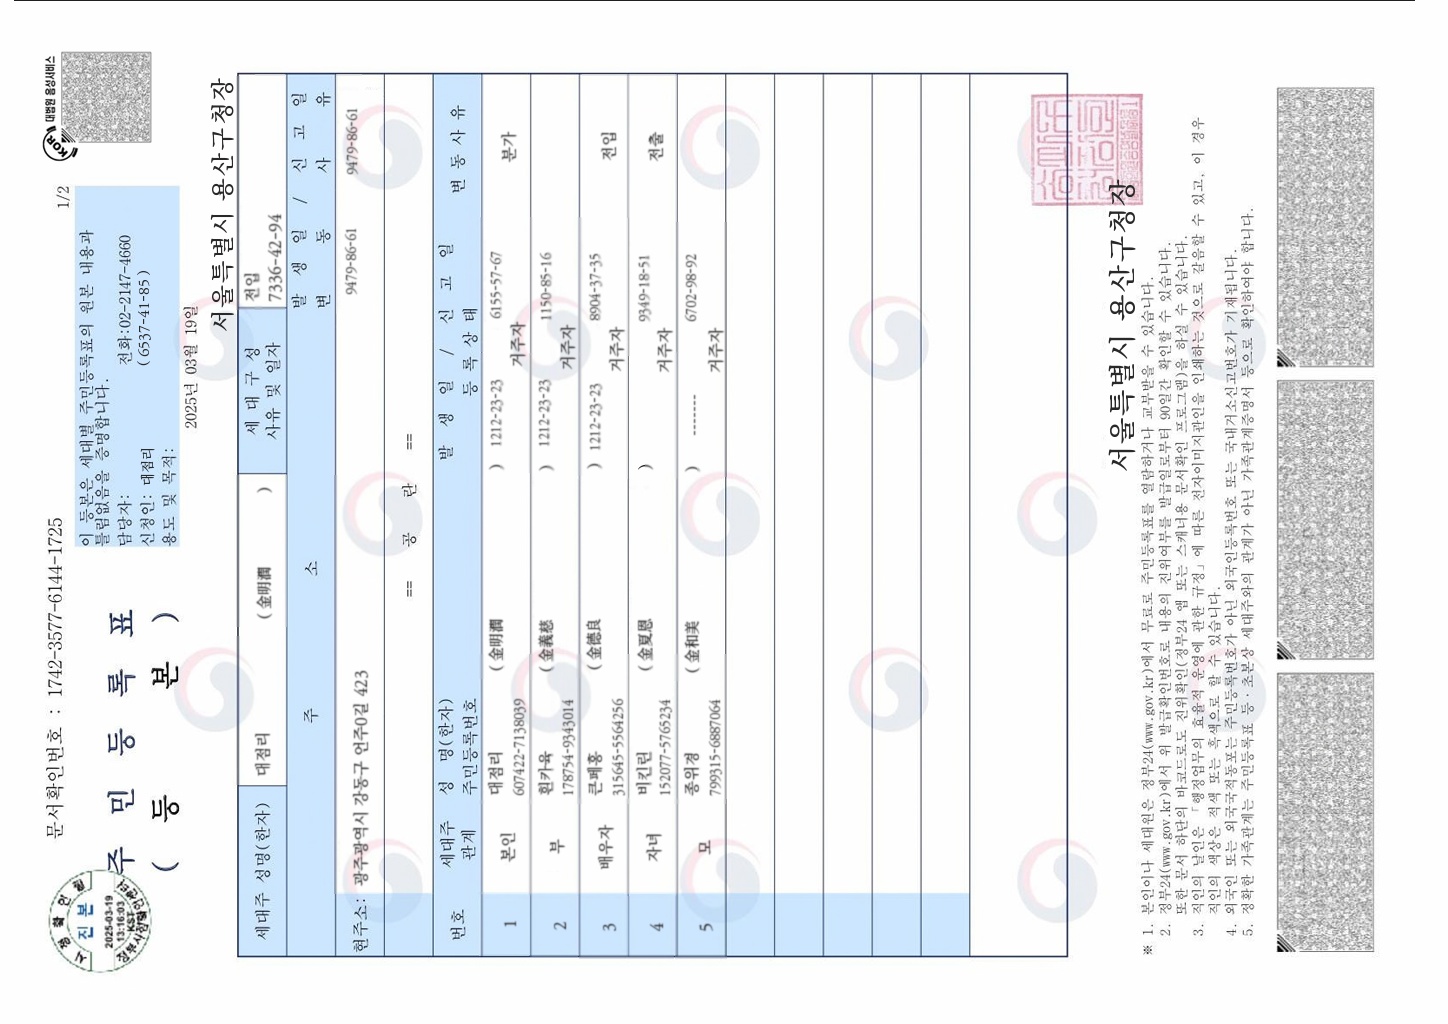 문서확인번호 : 1742-3577-6144-1725
1/2
대법원 음성서비스
KOR
주 민 등 록 표
( 등 본 )
이 등본은 세대별 주민등록표의 원본 내용과
틀림없음을 증명합니다.
담당자: 전화:02-2147-4660
신청인: 대점리 (6537-41-85)
용도 및 목적:
2025년 03월 19일
서울특별시 용산구청장
진본
2025-03-19
13:16:03
KST
세대주 성명(한자) 대점리 (金明潤 ) 세 대 구 성
사유 및 일자 전입
7336-42-94
주 소 발 생 일 / 신 고 일
변 동 사 유
현주소: 광주광역시 강동구 언주0길 423 9479-86-61 9479-86-61
== 공 란 ==
번호 세대주
관계 성 명(한자)
주민등록번호 발 생 일 / 신 고 일
등록상태 변동사유
1 본인 대점리 (金明潤 ) 1212-23-23 6155-57-67 분가
607422-7138039 거주자
2 부 흰카육 (金義慈 ) 1212-23-23 1150-85-16
178754-9343014 거주자
3 배우자 큰폐홍 (金德良 ) 1212-23-23 8904-37-35 전입
315645-5564256 거주자
4 자녀 비킨린 (金夏恩 ) 9349-18-51 전출
152077-5765234 거주자
5 모 종위경 (金和美 ) ------- 6702-98-92
799315-6887064 거주자
서울특별시 용산구청장
※ 1. 본인이나 세대원은 정부24(www.gov.kr)에서 무료로 주민등록표를 열람하거나 교부받을 수 있습니다.
2. 정부24(www.gov.kr)에서 위 발급확인번호로 내용의 진위여부를 발급일로부터 90일간 확인할 수 있습니다.
또한 문서 하단의 바코드로도 진위확인(정부24 앱 또는 스캐너용 문서확인 프로그램)을 하실 수 있습니다.
3. 직인의 날인은 「행정업무의 효율적 운영에 관한 규정」에 따른 전자이미지관인을 인쇄하는 것으로 갈음할 수 있고, 이 경우
직인의 색상은 적색 또는 흑색으로 할 수 있습니다.
4. 외국인 또는 외국국적동포는 주민등록번호가 아닌 외국인등록번호 또는 국내거소신고번호가 기재됩니다.
5. 정확한 가족관계는 주민등록표 등·초본상 세대주와의 관계가 아닌 가족관계증명서 등으로 확인하여야 합니다.